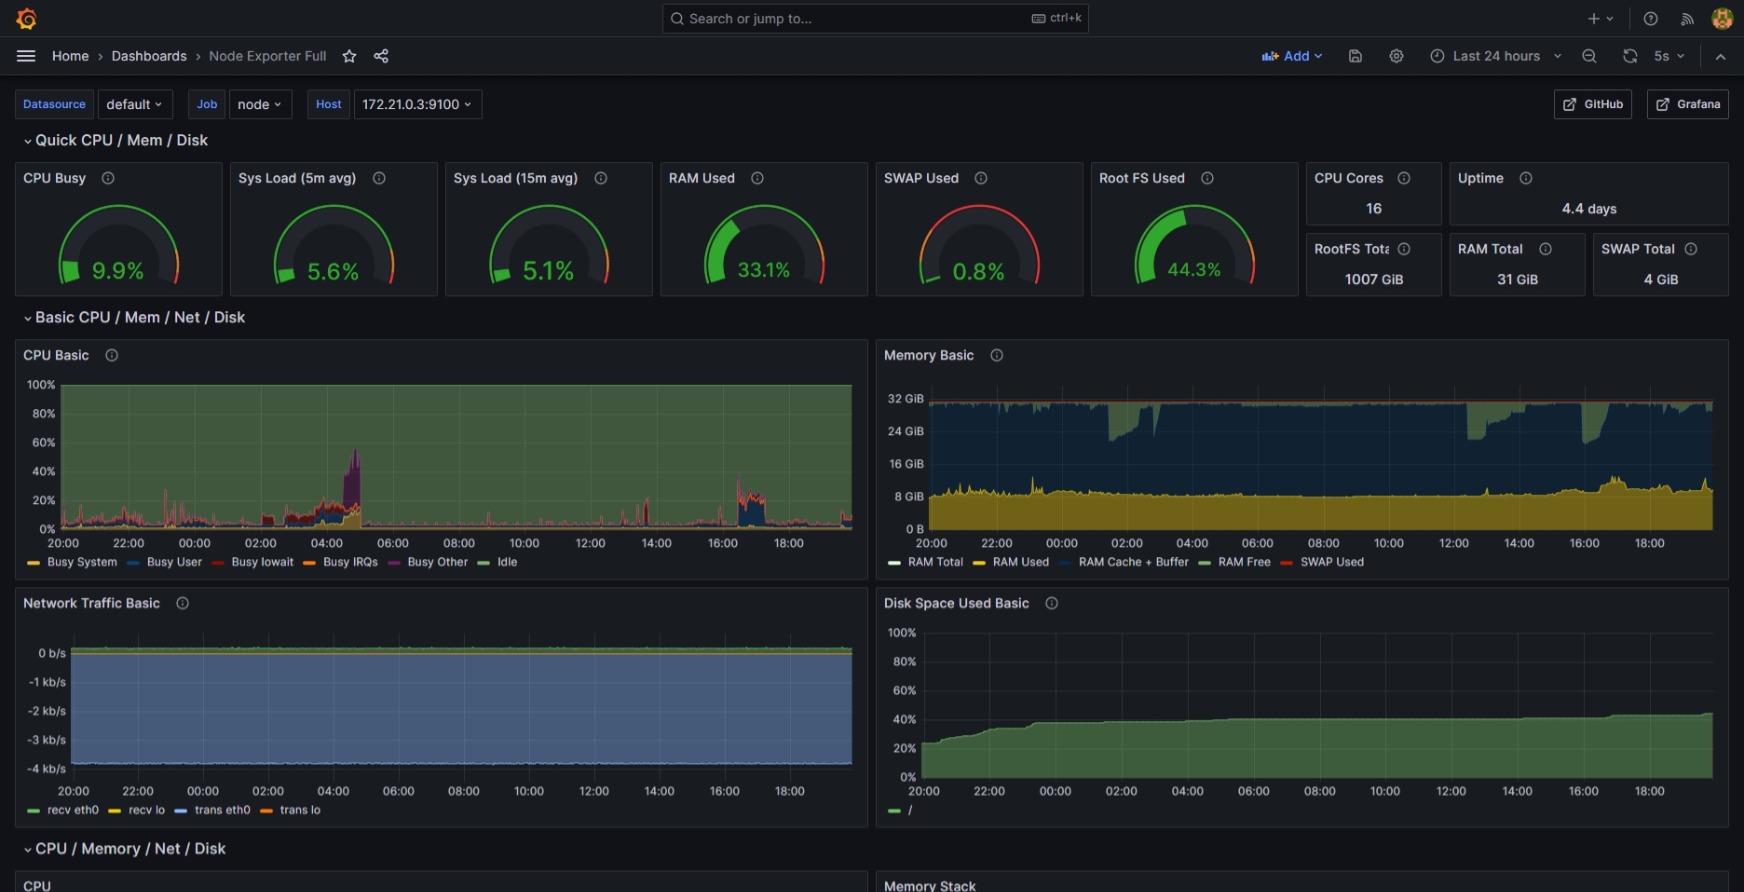 Search or jump to...
ctrl+k
Home › Dashboards › Node Exporter Full
Add
Last 24 hours
5s
Datasource default Job node Host 172.21.0.3:9100
GitHub
Grafana
Quick CPU / Mem / Disk
CPU Busy
9.9%
Sys Load (5m avg)
5.6%
Sys Load (15m avg)
5.1%
RAM Used
33.1%
SWAP Used
0.8%
Root FS Used
44.3%
CPU Cores
16
Uptime
4.4 days
RootFS Tota
1007 GiB
RAM Total
31 GiB
SWAP Total
4 GiB
Basic CPU / Mem / Net / Disk
CPU Basic
100%
80%
60%
40%
20%
0%
20:00 22:00 00:00 02:00 04:00 06:00 08:00 10:00 12:00 14:00 16:00 18:00
Busy System Busy User Busy Iowait Busy IRQs Busy Other Idle
Memory Basic
32 GiB
24 GiB
16 GiB
8 GiB
0 B
20:00 22:00 00:00 02:00 04:00 06:00 08:00 10:00 12:00 14:00 16:00 18:00
RAM Total RAM Used RAM Cache + Buffer RAM Free SWAP Used
Network Traffic Basic
0 b/s
-1 kb/s
-2 kb/s
-3 kb/s
-4 kb/s
20:00 22:00 00:00 02:00 04:00 06:00 08:00 10:00 12:00 14:00 16:00 18:00
recv eth0 recv lo trans eth0 trans lo
Disk Space Used Basic
100%
80%
60%
40%
20%
0%
20:00 22:00 00:00 02:00 04:00 06:00 08:00 10:00 12:00 14:00 16:00 18:00
/
CPU / Memory / Net / Disk
CPU
Memory Stack